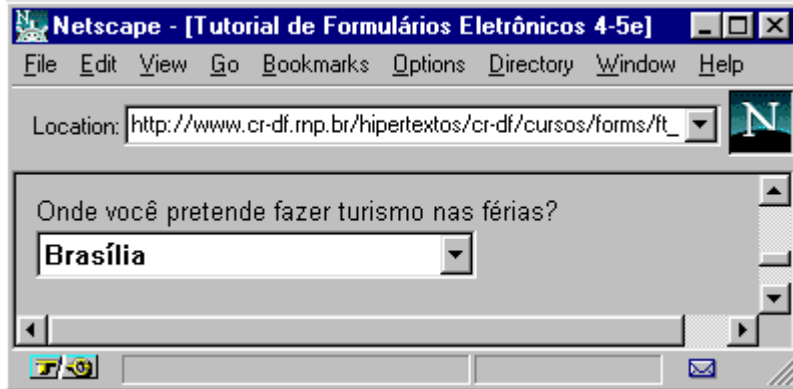 Netscape - [Tutorial de Formulários Eletrônicos 4-5e]
File Edit View Go Bookmarks Options Directory Window Help
Location: http://www.cr-df.rnp.br/hipertextos/cr-df/cursos/forms/ft_
N
Onde você pretende fazer turismo nas férias?
Brasília